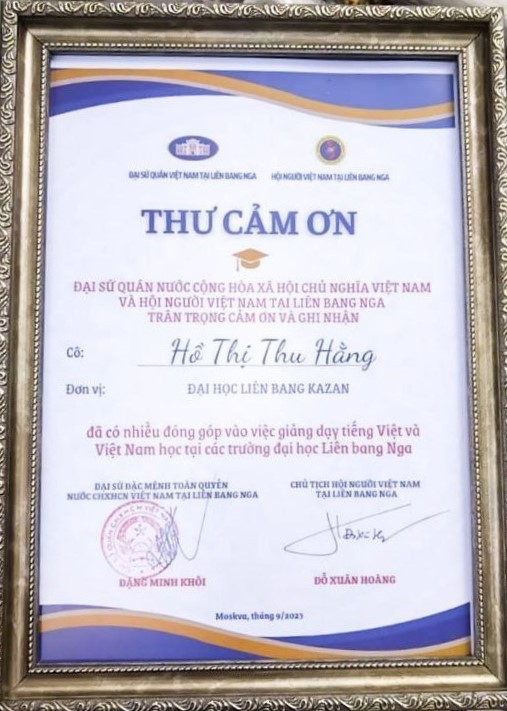 ĐẠI SỨ QUÁN VIỆT NAM TẠI LIÊN BANG NGA
HỘI NGƯỜI VIỆT NAM TẠI LIÊN BANG NGA
THƯ CẢM ƠN
ĐẠI SỨ QUÁN NƯỚC CỘNG HÒA XÃ HỘI CHỦ NGHĨA VIỆT NAM
VÀ HỘI NGƯỜI VIỆT NAM TẠI LIÊN BANG NGA
TRÂN TRỌNG CẢM ƠN VÀ GHI NHẬN
Cô: Hồ Thị Thu Hằng
Đơn vị: ĐẠI HỌC LIÊN BANG KAZAN
đã có nhiều đóng góp vào việc giảng dạy tiếng Việt và
Việt Nam học tại các trường đại học Liên bang Nga
ĐẠI SỨ ĐẶC MỆNH TOÀN QUYỀN
NƯỚC CHXHCN VIỆT NAM TẠI LIÊN BANG NGA
CHỦ TỊCH HỘI NGƯỜI VIỆT NAM
TẠI LIÊN BANG NGA
ĐẶNG MINH KHÔI
ĐỖ XUÂN HOÀNG
Moskva, tháng 9/2023